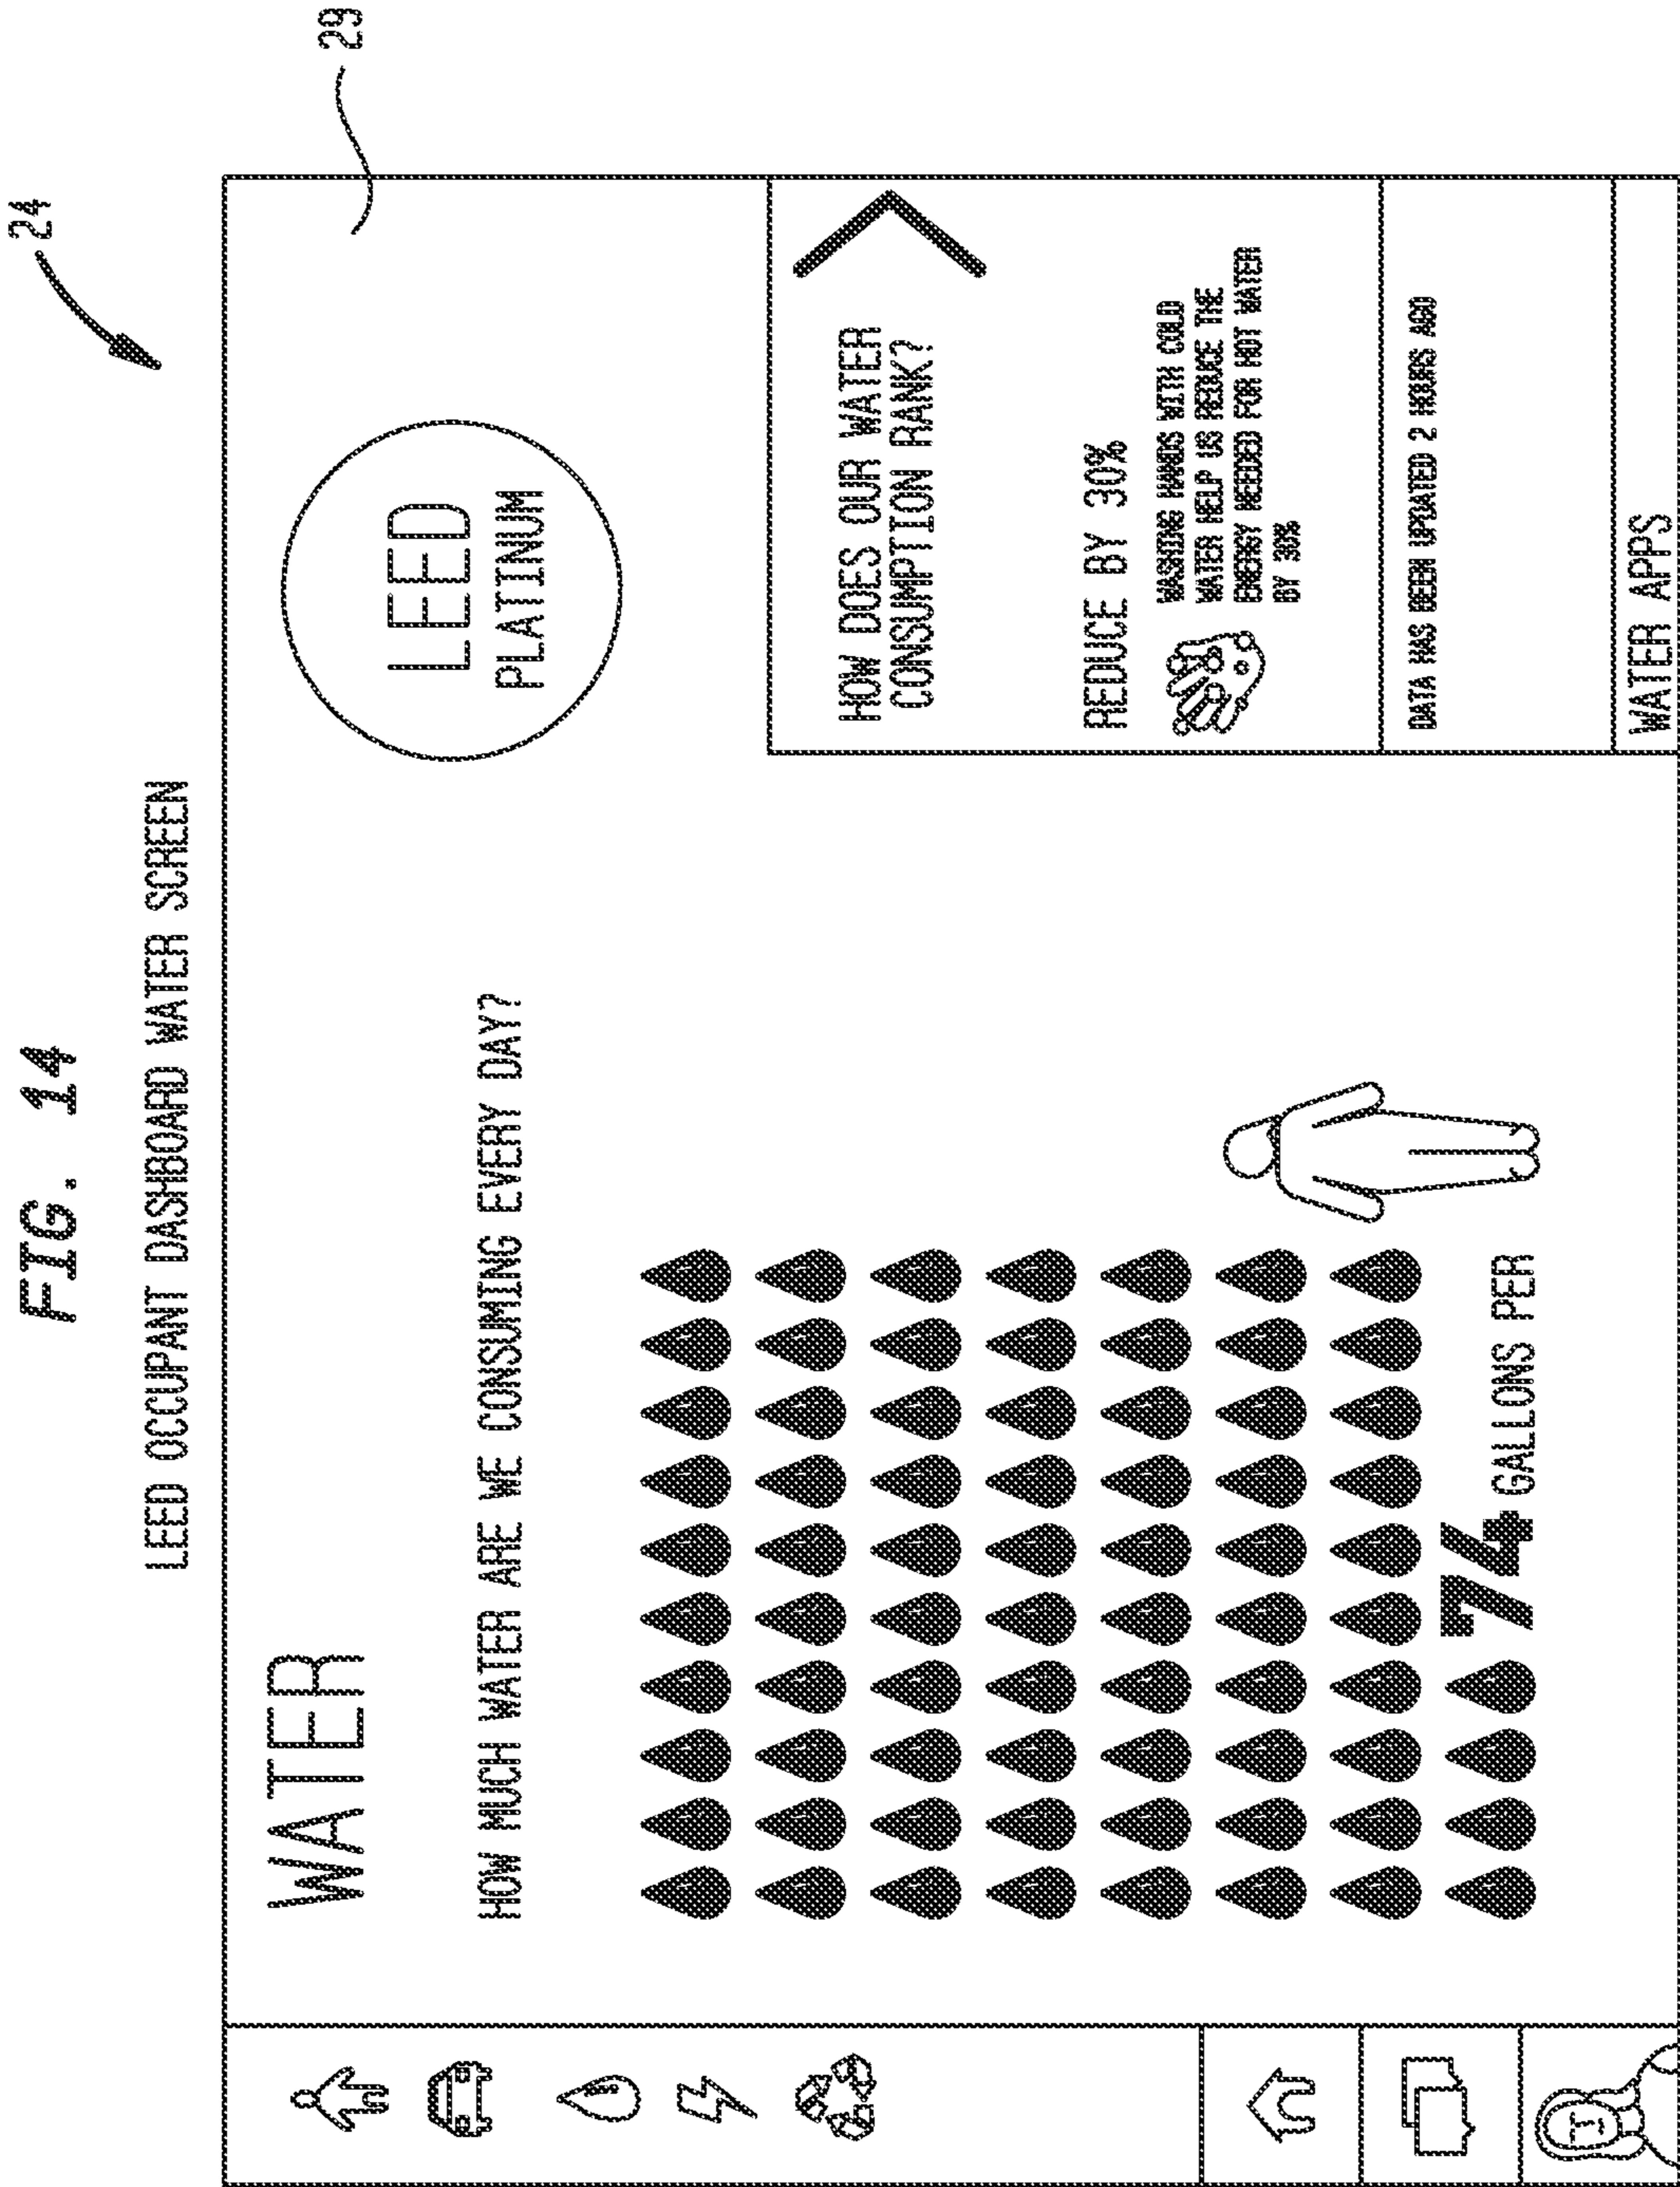 FIG. 14
24
LEED OCCUPANT DASHBOARD WATER SCREEN
29
WATER
LEED
PLATINUM
HOW MUCH WATER ARE WE CONSUMING EVERY DAY?
74 GALLONS PER
HOW DOES OUR WATER
CONSUMPTION RANK?
REDUCE BY 30%
WASHING HANDS WITH COLD
WATER HELP US REDUCE THE
ENERGY NEEDED FOR HOT WATER
BY 30%
DATA HAS BEEN UPDATED 2 HOURS AGO
WATER APPS